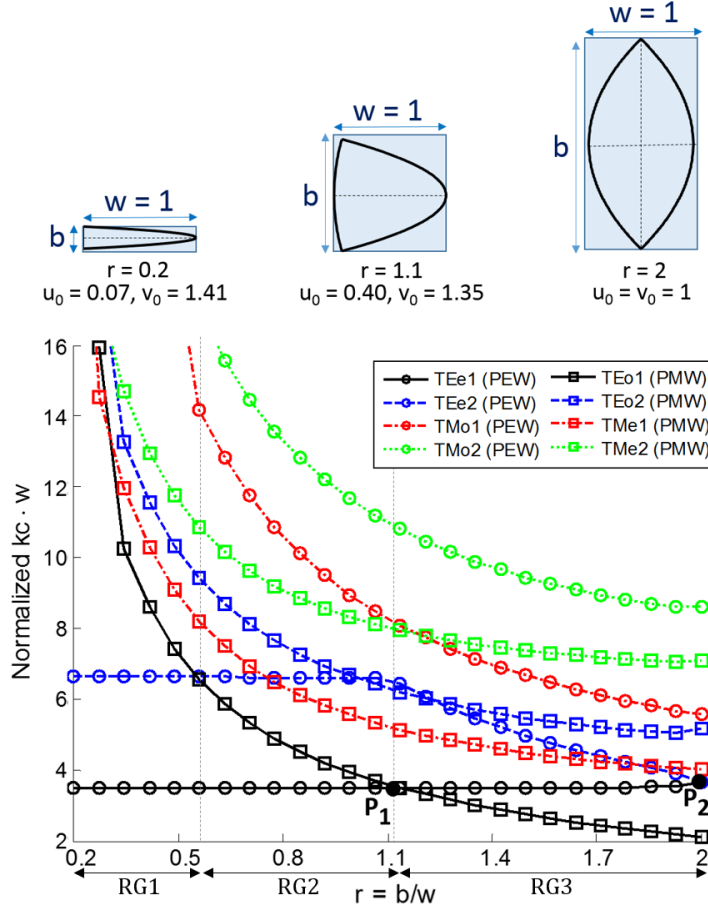 w = 1
b
r = 0.2
u₀ = 0.07, v₀ = 1.41
w = 1
b
r = 1.1
u₀ = 0.40, v₀ = 1.35
w = 1
b
r = 2
u₀ = v₀ = 1
Normalized kc · w
16
14
12
10
8
6
4
2
TEe1 (PEW)
TEe2 (PEW)
TMo1 (PEW)
TMo2 (PEW)
TEo1 (PMW)
TEo2 (PMW)
TMe1 (PMW)
TMe2 (PMW)
P₁
P₂
0.2 0.5 0.8 1.1 1.4 1.7 2
RG1 RG2 RG3
r = b/w